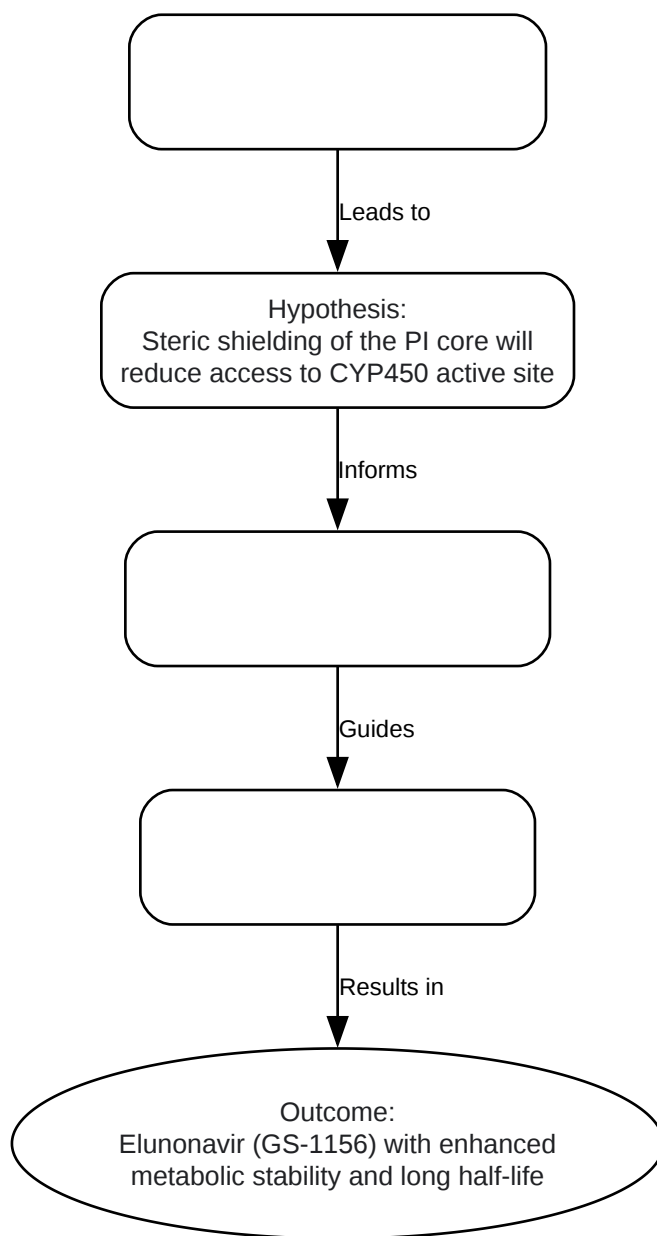 Leads to
Hypothesis:
Steric shielding of the PI core will
reduce access to CYP450 active site
Informs
Guides
Results in
Outcome:
Elunonavir (GS-1156) with enhanced
metabolic stability and long half-life